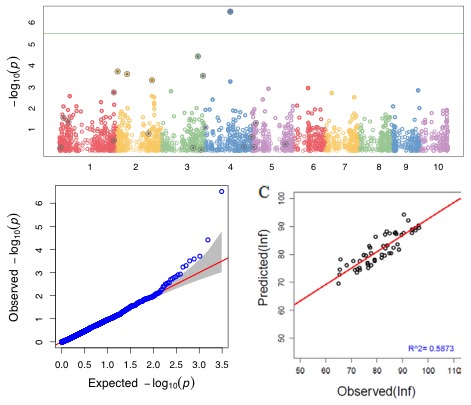 −log10(p)
6
5
4
3
2
1
1 2 3 4 5 6 7 8 9 10
Observed −log10(p)
6
5
4
3
2
1
0
0.0 0.5 1.0 1.5 2.0 2.5 3.0 3.5
Expected −log10(p)
C
Predicted(Inf)
100
90
80
70
60
50
R^2= 0.5873
50 60 70 80 90 100 110
Observed(Inf)